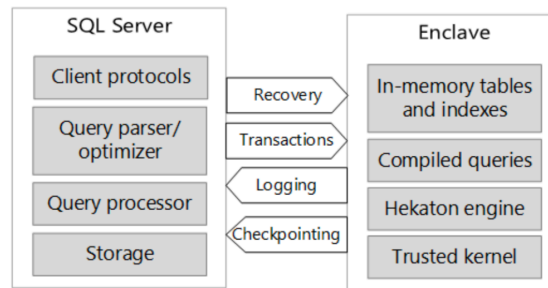 SQL Server
Client protocols
Query parser/
optimizer
Query processor
Storage
Recovery
Transactions
Logging
Checkpointing
Enclave
In-memory tables
and indexes
Compiled queries
Hekaton engine
Trusted kernel